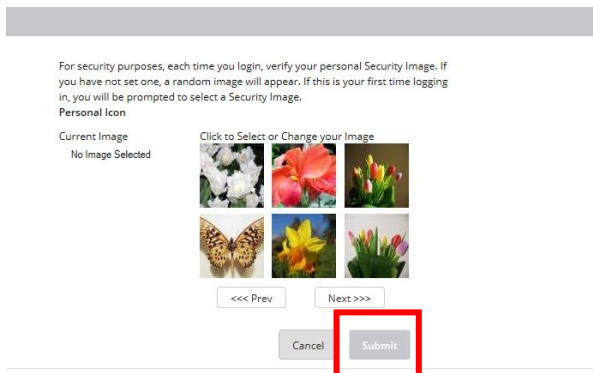 For security purposes, each time you login, verify your personal Security Image. If
you have not set one, a random image will appear. If this is your first time logging
in, you will be prompted to select a Security Image.
Personal Icon
Current Image
Click to Select or Change your Image
No Image Selected
<<< Prev
Next >>>
Cancel
Submit